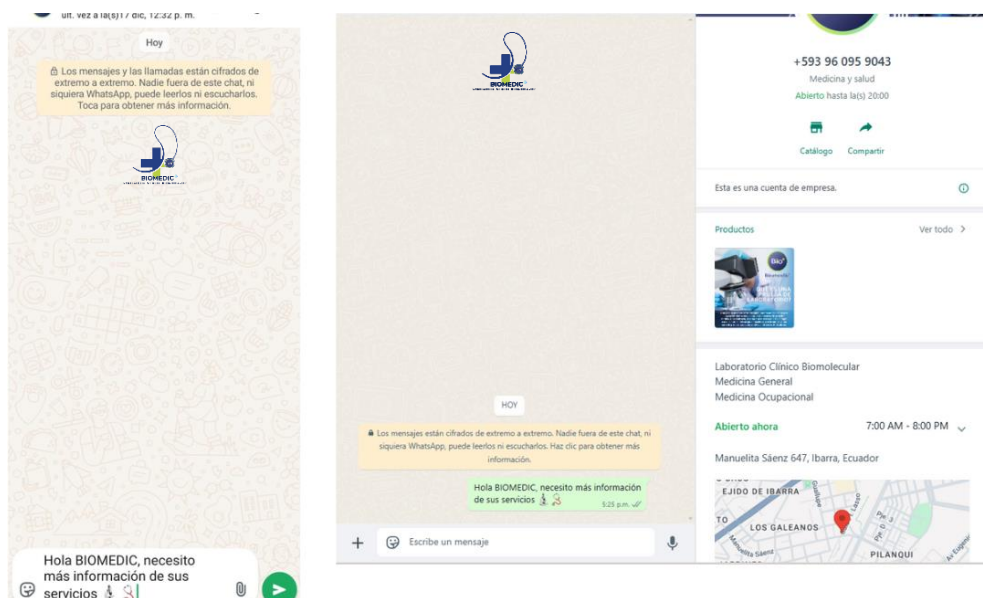 últ. vez a la(s)17 dic, 12:32 p. m.
Hoy
Los mensajes y las llamadas están cifrados de
extremo a extremo. Nadie fuera de este chat, ni
siquiera WhatsApp, puede leerlos ni escucharlos.
Toca para obtener más información.
BIOMEDIC
Hola BIOMEDIC, necesito
más información de sus
servicios
BIOMEDIC
HOY
Los mensajes están cifrados de extremo a extremo. Nadie fuera de este chat, ni
siquiera WhatsApp, puede leerlos ni escucharlos. Haz clic para obtener más
información.
Hola BIOMEDIC, necesito más información
de sus servicios
5:25 p.m.
Escribe un mensaje
+593 96 095 9043
Medicina y salud
Abierto hasta la(s) 20:00
Catálogo Compartir
Esta es una cuenta de empresa.
Productos Ver todo
Laboratorio Clínico Biomolecular
Medicina General
Medicina Ocupacional
Abierto ahora 7:00 AM - 8:00 PM
Manuelita Sáenz 647, Ibarra, Ecuador
EJIDO DE IBARRA
LOS GALEANOS
PILANQUI
Manuelita Sáenz